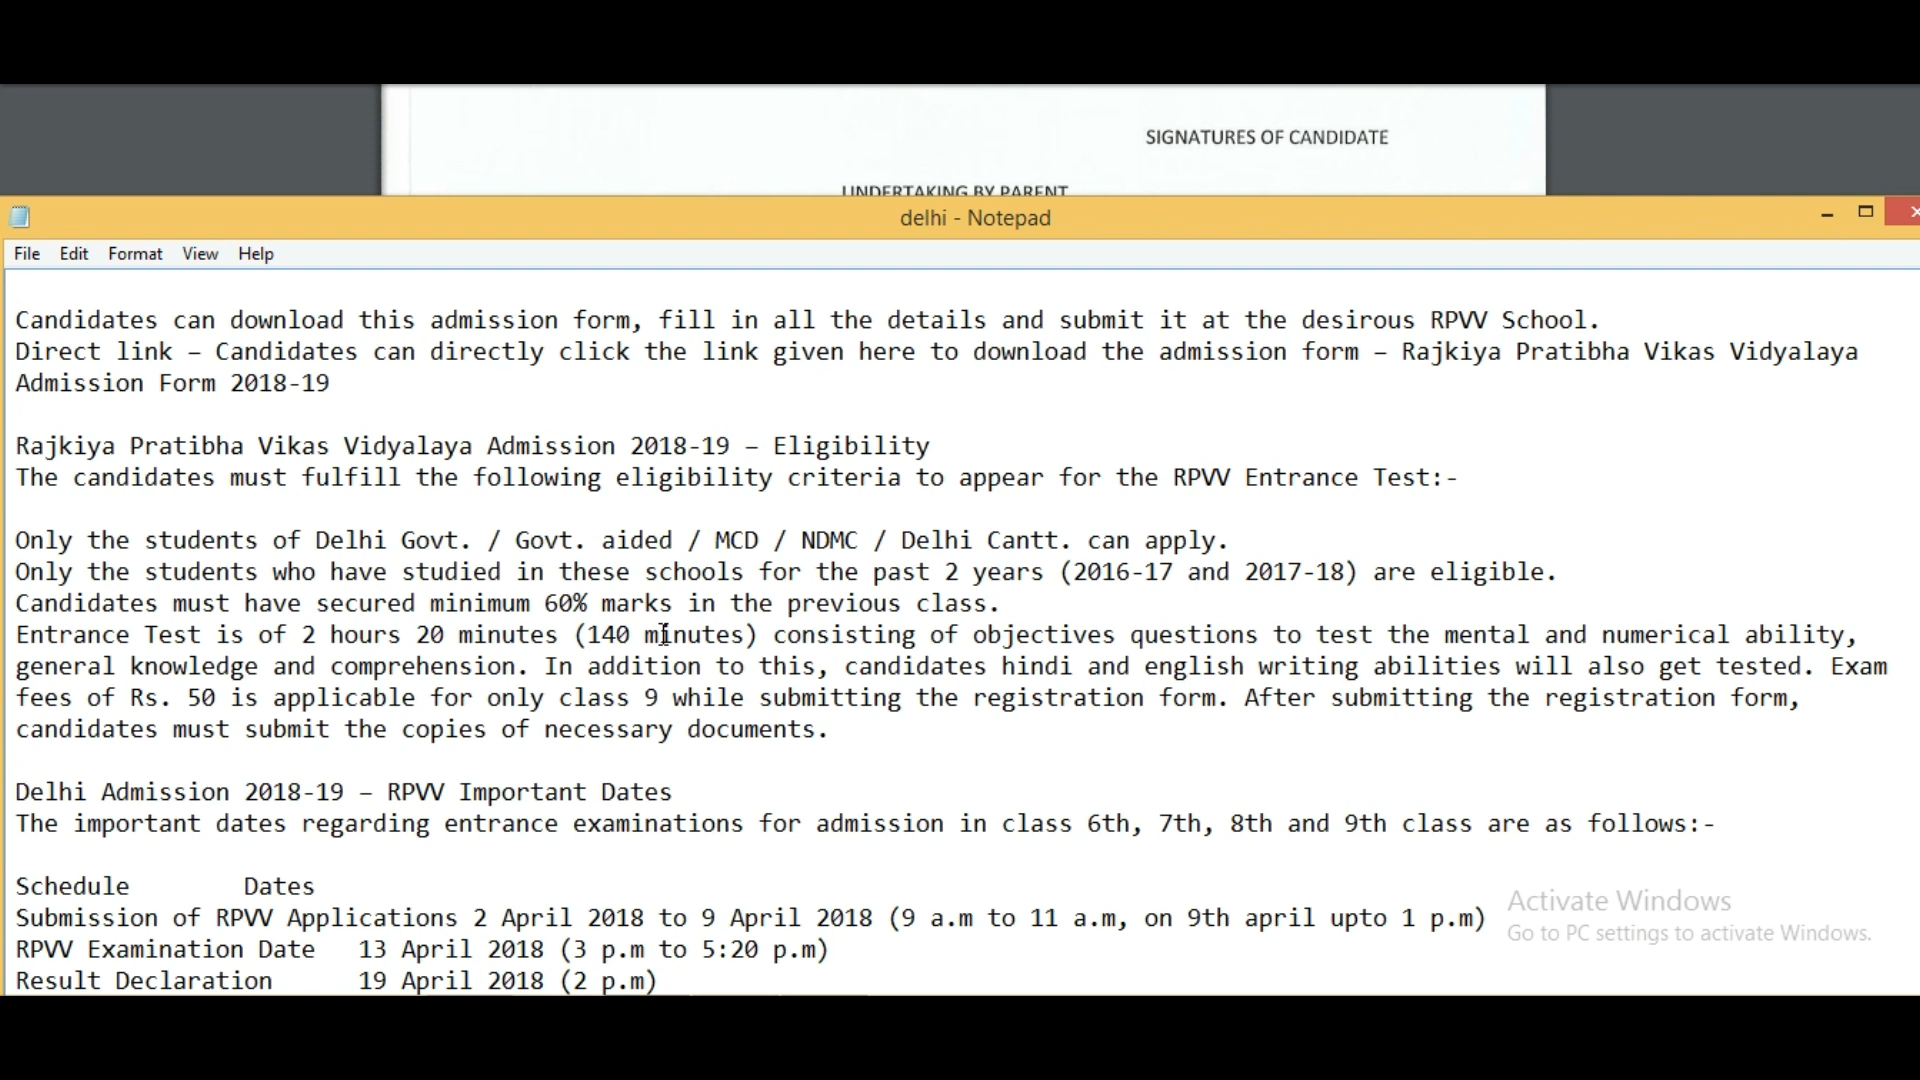 SIGNATURES OF CANDIDATE
UNDERTAKING BY PARENT
delhi - Notepad
File Edit Format View Help
Candidates can download this admission form, fill in all the details and submit it at the desirous RPVV School.
Direct link – Candidates can directly click the link given here to download the admission form – Rajkiya Pratibha Vikas Vidyalaya
Admission Form 2018-19
Rajkiya Pratibha Vikas Vidyalaya Admission 2018-19 – Eligibility
The candidates must fulfill the following eligibility criteria to appear for the RPVV Entrance Test:-
Only the students of Delhi Govt. / Govt. aided / MCD / NDMC / Delhi Cantt. can apply.
Only the students who have studied in these schools for the past 2 years (2016-17 and 2017-18) are eligible.
Candidates must have secured minimum 60% marks in the previous class.
Entrance Test is of 2 hours 20 minutes (140 minutes) consisting of objectives questions to test the mental and numerical ability,
general knowledge and comprehension. In addition to this, candidates hindi and english writing abilities will also get tested. Exam
fees of Rs. 50 is applicable for only class 9 while submitting the registration form. After submitting the registration form,
candidates must submit the copies of necessary documents.
Delhi Admission 2018-19 – RPVV Important Dates
The important dates regarding entrance examinations for admission in class 6th, 7th, 8th and 9th class are as follows:-
Schedule Dates
Submission of RPVV Applications 2 April 2018 to 9 April 2018 (9 a.m to 11 a.m, on 9th april upto 1 p.m)
RPVV Examination Date 13 April 2018 (3 p.m to 5:20 p.m)
Result Declaration 19 April 2018 (2 p.m)
Activate Windows
Go to PC settings to activate Windows.